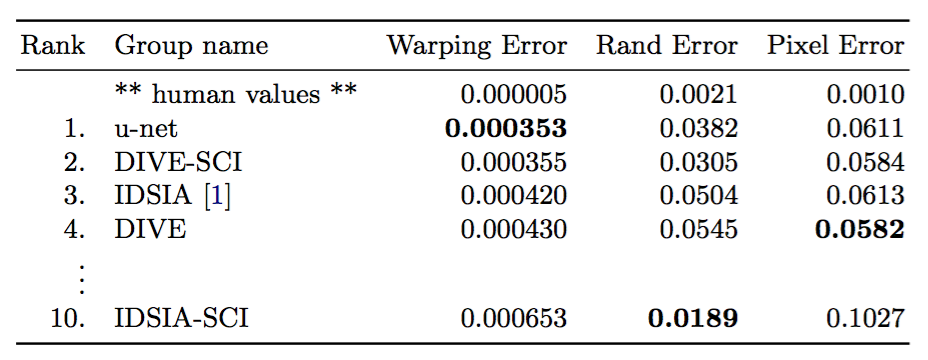 Rank Group name Warping Error Rand Error Pixel Error
** human values ** 0.000005 0.0021 0.0010
1. u-net 0.000353 0.0382 0.0611
2. DIVE-SCI 0.000355 0.0305 0.0584
3. IDSIA [1] 0.000420 0.0504 0.0613
4. DIVE 0.000430 0.0545 0.0582
⋮
10. IDSIA-SCI 0.000653 0.0189 0.1027